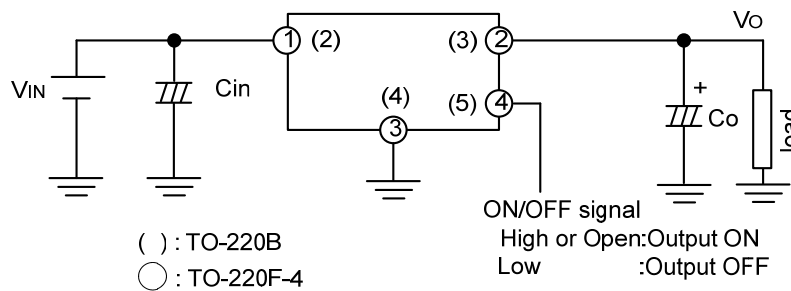 VO
1 (2) (3) 2
VIN
Cin
(4) (5) 4
+
Co
load
3
ON/OFF signal
High or Open:Output ON
Low :Output OFF
( ) : TO-220B
: TO-220F-4